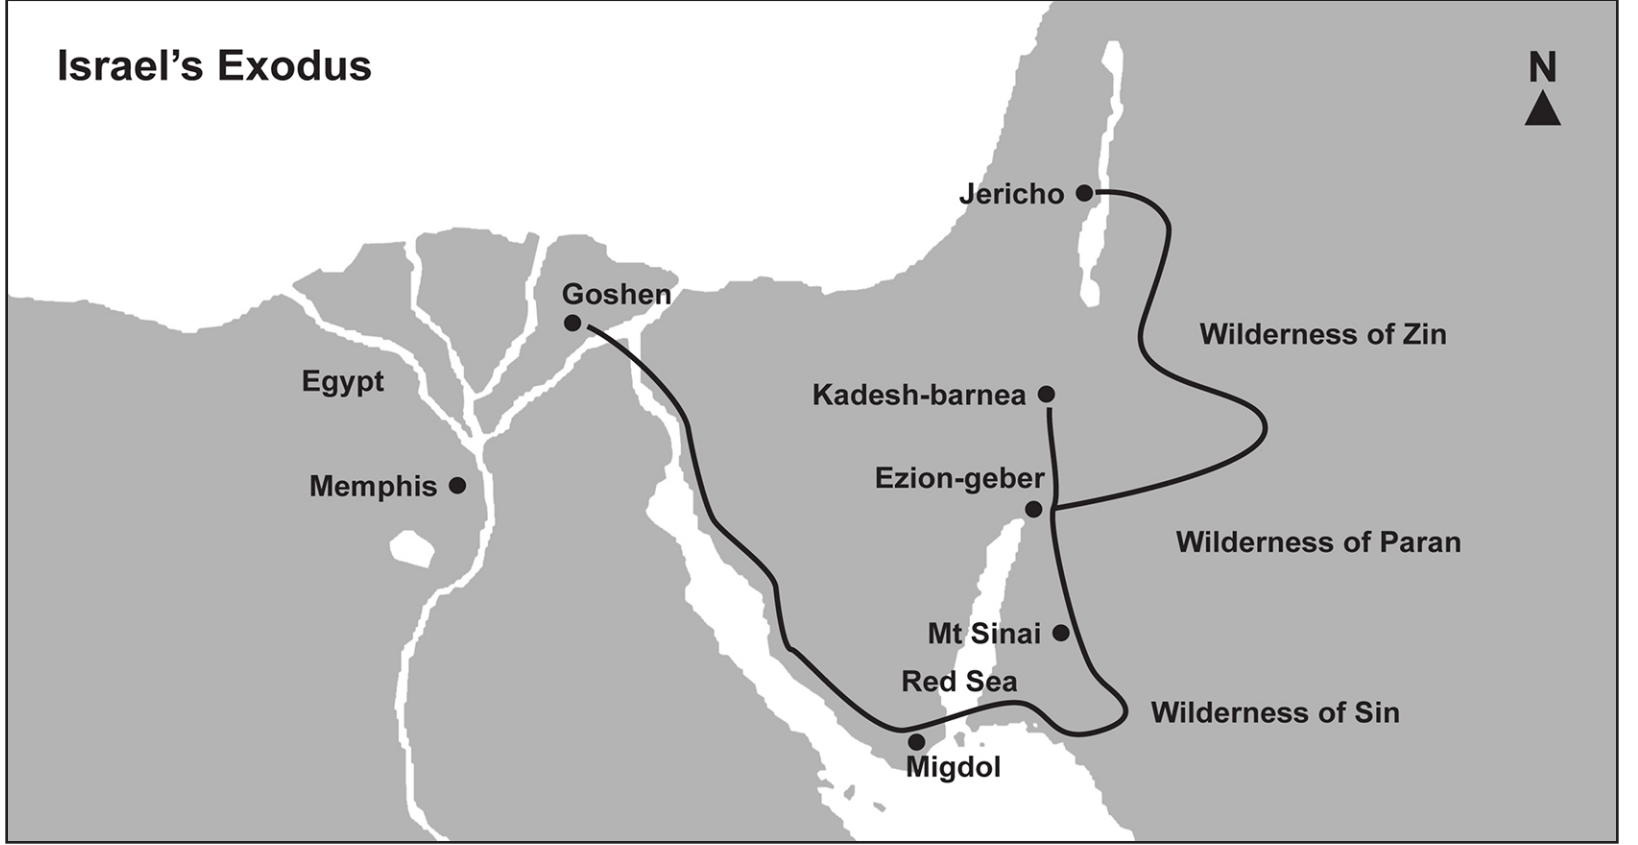 Israel’s Exodus
N
Jericho
Goshen
Wilderness of Zin
Egypt
Kadesh-barnea
Ezion-geber
Memphis
Wilderness of Paran
Mt Sinai
Red Sea
Wilderness of Sin
Migdol